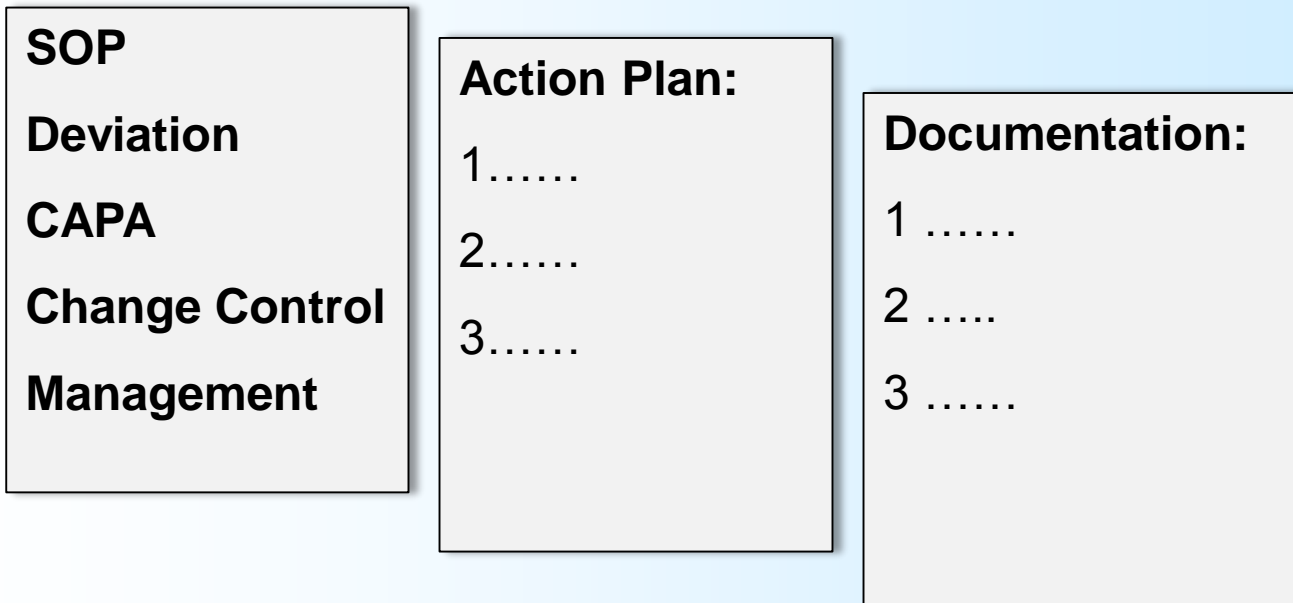 SOP
Deviation
CAPA
Change Control
Management
Action Plan:
1......
2......
3......
Documentation:
1 ......
2 .....
3 ......